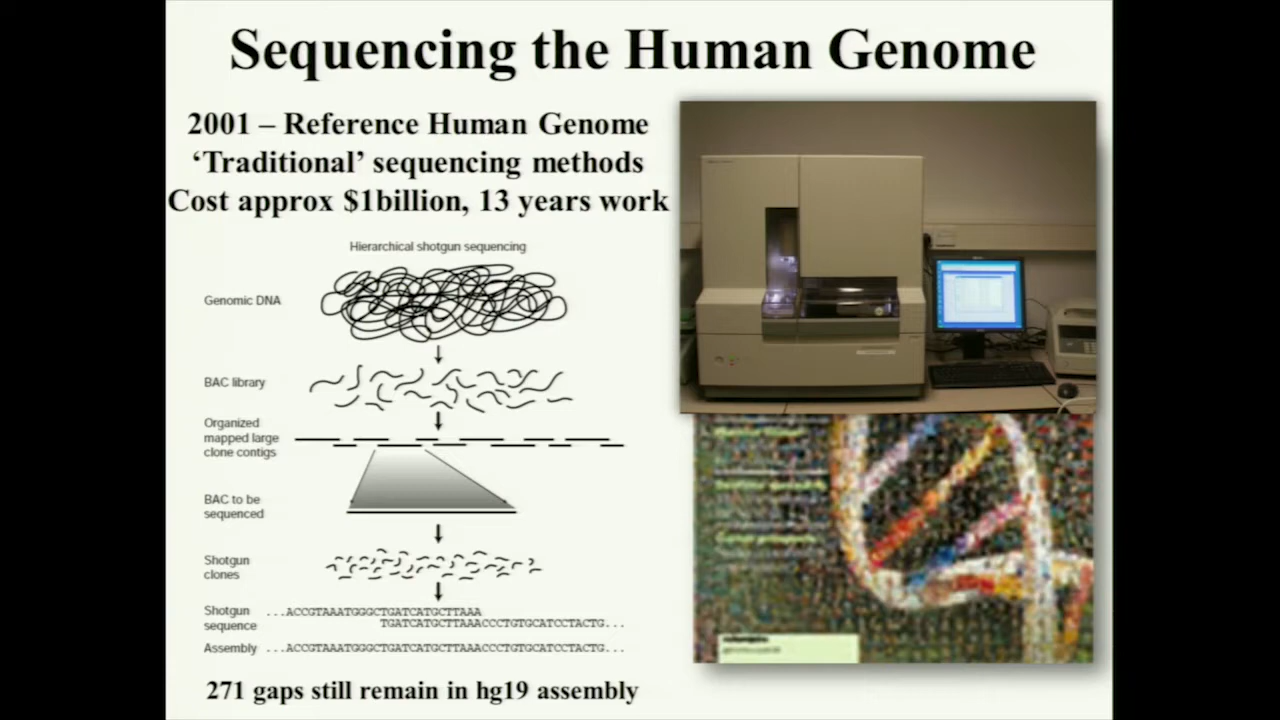 Sequencing the Human Genome
2001 – Reference Human Genome
‘Traditional’ sequencing methods
Cost approx $1billion, 13 years work
Hierarchical shotgun sequencing
Genomic DNA
BAC library
Organized
mapped large
clone contigs
BAC to be
sequenced
Shotgun
clones
Shotgun
sequence
...ACCGTAAATGGGCTGATCATGCTTAAA
TGATCATGCTTAAACCCTGTGCATCCTACTG...
Assembly
...ACCGTAAATGGGCTGATCATGCTTAAACCCTGTGCATCCTACTG...
271 gaps still remain in hg19 assembly